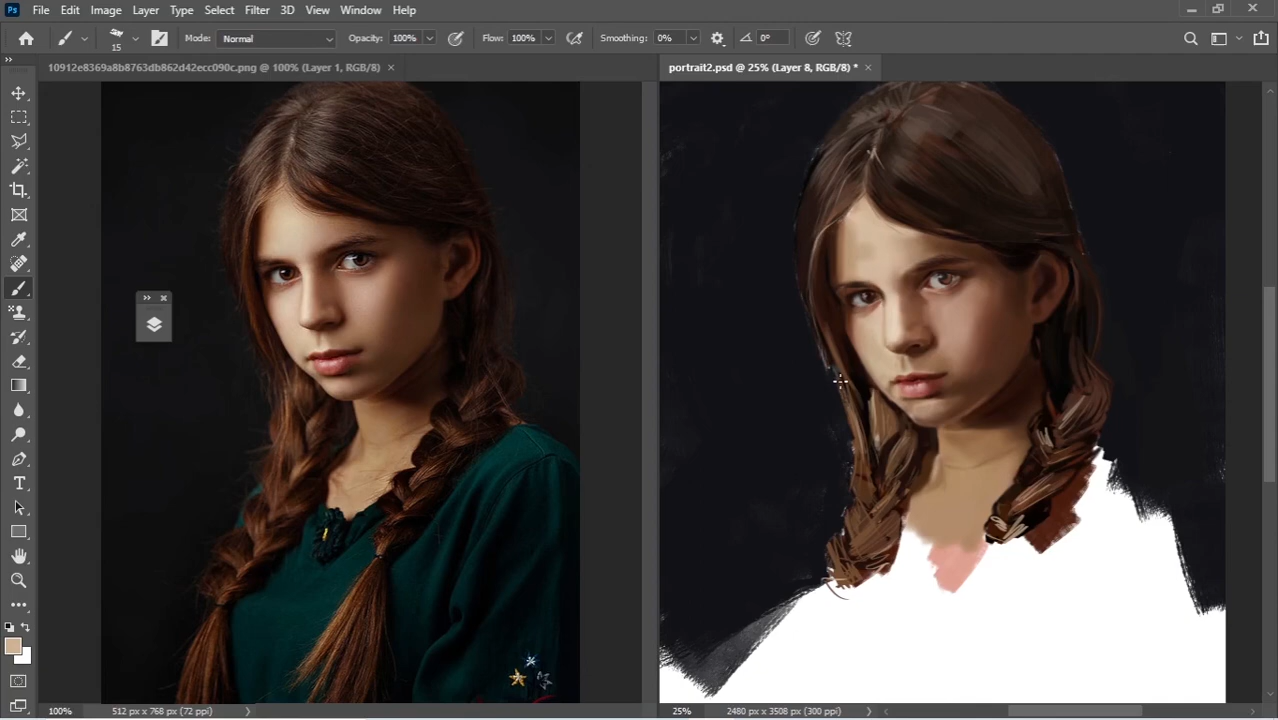 Ps File Edit Image Layer Type Select Filter 3D View Window Help
15 Mode: Normal Opacity: 100% Flow: 100% Smoothing: 0% 0°
10912e8369a8b8763db862d42ecc090c.png @ 100% (Layer 1, RGB/8) × portrait2.psd @ 25% (Layer 8, RGB/8) * ×
T
100% 512 px x 768 px (72 ppi) 25% 2480 px x 3508 px (300 ppi)